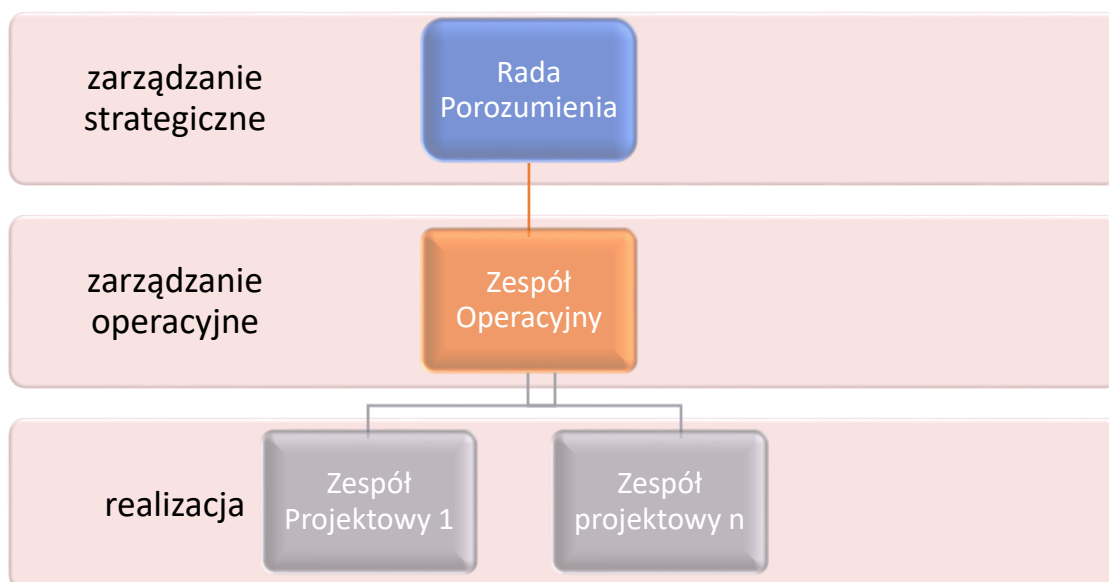 zarządzanie
strategiczne
Rada
Porozumienia
zarządzanie
operacyjne
Zespół
Operacyjny
realizacja
Zespół
Projektowy 1
Zespół
projektowy n